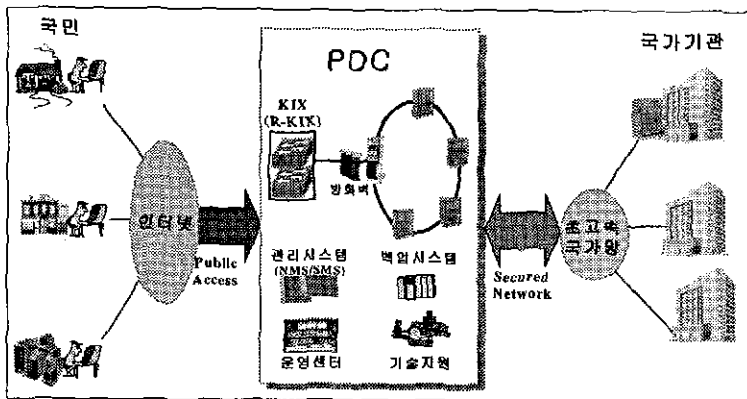 국민
PDC
국가기관
KIX
(R-KIX)
방화벽
인터넷
Public
Access
관리시스템
(NMS/SMS)
백업시스템
운영센터
기술지원
Secured
Network
초고속
국가망